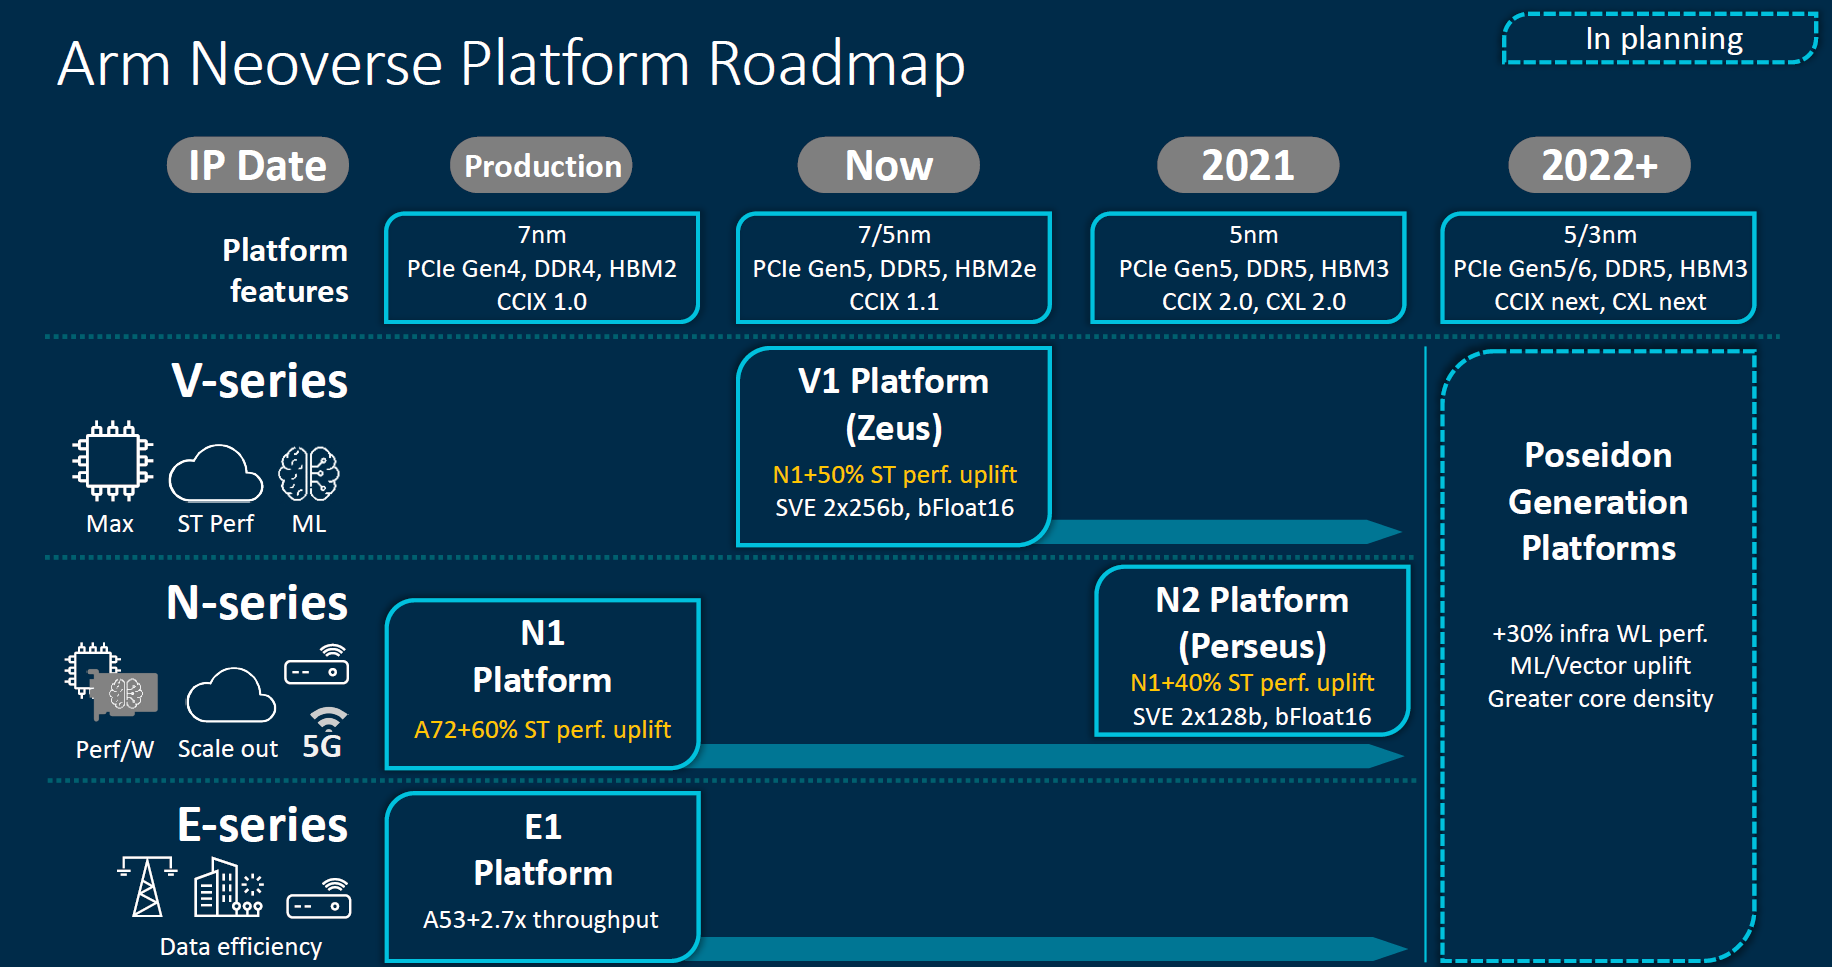 Arm Neoverse Platform Roadmap
In planning
IP Date
Production
Now
2021
2022+
Platform
features
7nm
PCIe Gen4, DDR4, HBM2
CCIX 1.0
7/5nm
PCIe Gen5, DDR5, HBM2e
CCIX 1.1
5nm
PCIe Gen5, DDR5, HBM3
CCIX 2.0, CXL 2.0
5/3nm
PCIe Gen5/6, DDR5, HBM3
CCIX next, CXL next
V-series
Max
ST Perf
ML
V1 Platform
(Zeus)
N1+50% ST perf. uplift
SVE 2x256b, bFloat16
N-series
Perf/W
Scale out
5G
N1
Platform
A72+60% ST perf. uplift
N2 Platform
(Perseus)
N1+40% ST perf. uplift
SVE 2x128b, bFloat16
E-series
Data efficiency
E1
Platform
A53+2.7x throughput
Poseidon
Generation
Platforms
+30% infra WL perf.
ML/Vector uplift
Greater core density